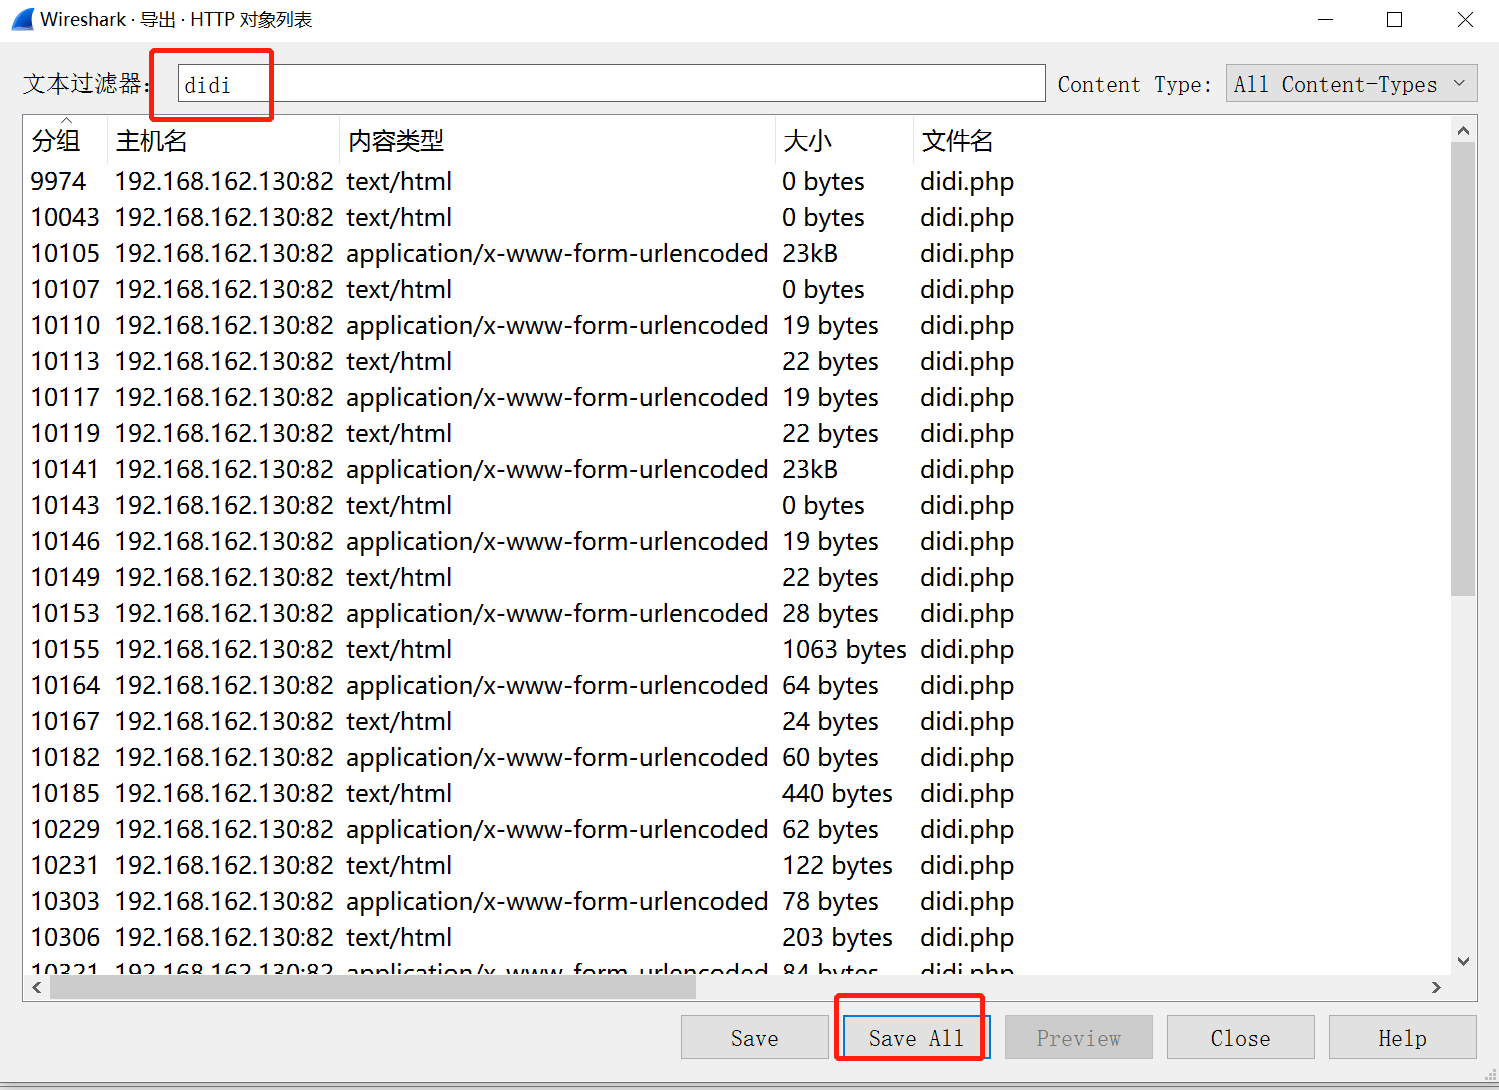 Wireshark · 导出 · HTTP 对象列表
文本过滤器: didi Content Type: All Content-Types
分组 主机名 内容类型 大小 文件名
9974 192.168.162.130:82 text/html 0 bytes didi.php
10043 192.168.162.130:82 text/html 0 bytes didi.php
10105 192.168.162.130:82 application/x-www-form-urlencoded 23kB didi.php
10107 192.168.162.130:82 text/html 0 bytes didi.php
10110 192.168.162.130:82 application/x-www-form-urlencoded 19 bytes didi.php
10113 192.168.162.130:82 text/html 22 bytes didi.php
10117 192.168.162.130:82 application/x-www-form-urlencoded 19 bytes didi.php
10119 192.168.162.130:82 text/html 22 bytes didi.php
10141 192.168.162.130:82 application/x-www-form-urlencoded 23kB didi.php
10143 192.168.162.130:82 text/html 0 bytes didi.php
10146 192.168.162.130:82 application/x-www-form-urlencoded 19 bytes didi.php
10149 192.168.162.130:82 text/html 22 bytes didi.php
10153 192.168.162.130:82 application/x-www-form-urlencoded 28 bytes didi.php
10155 192.168.162.130:82 text/html 1063 bytes didi.php
10164 192.168.162.130:82 application/x-www-form-urlencoded 64 bytes didi.php
10167 192.168.162.130:82 text/html 24 bytes didi.php
10182 192.168.162.130:82 application/x-www-form-urlencoded 60 bytes didi.php
10185 192.168.162.130:82 text/html 440 bytes didi.php
10229 192.168.162.130:82 application/x-www-form-urlencoded 62 bytes didi.php
10231 192.168.162.130:82 text/html 122 bytes didi.php
10303 192.168.162.130:82 application/x-www-form-urlencoded 78 bytes didi.php
10306 192.168.162.130:82 text/html 203 bytes didi.php
10321 192.168.162.130:82 application/x-www-form-urlencoded 84 bytes didi.php
Save Save All Preview Close Help